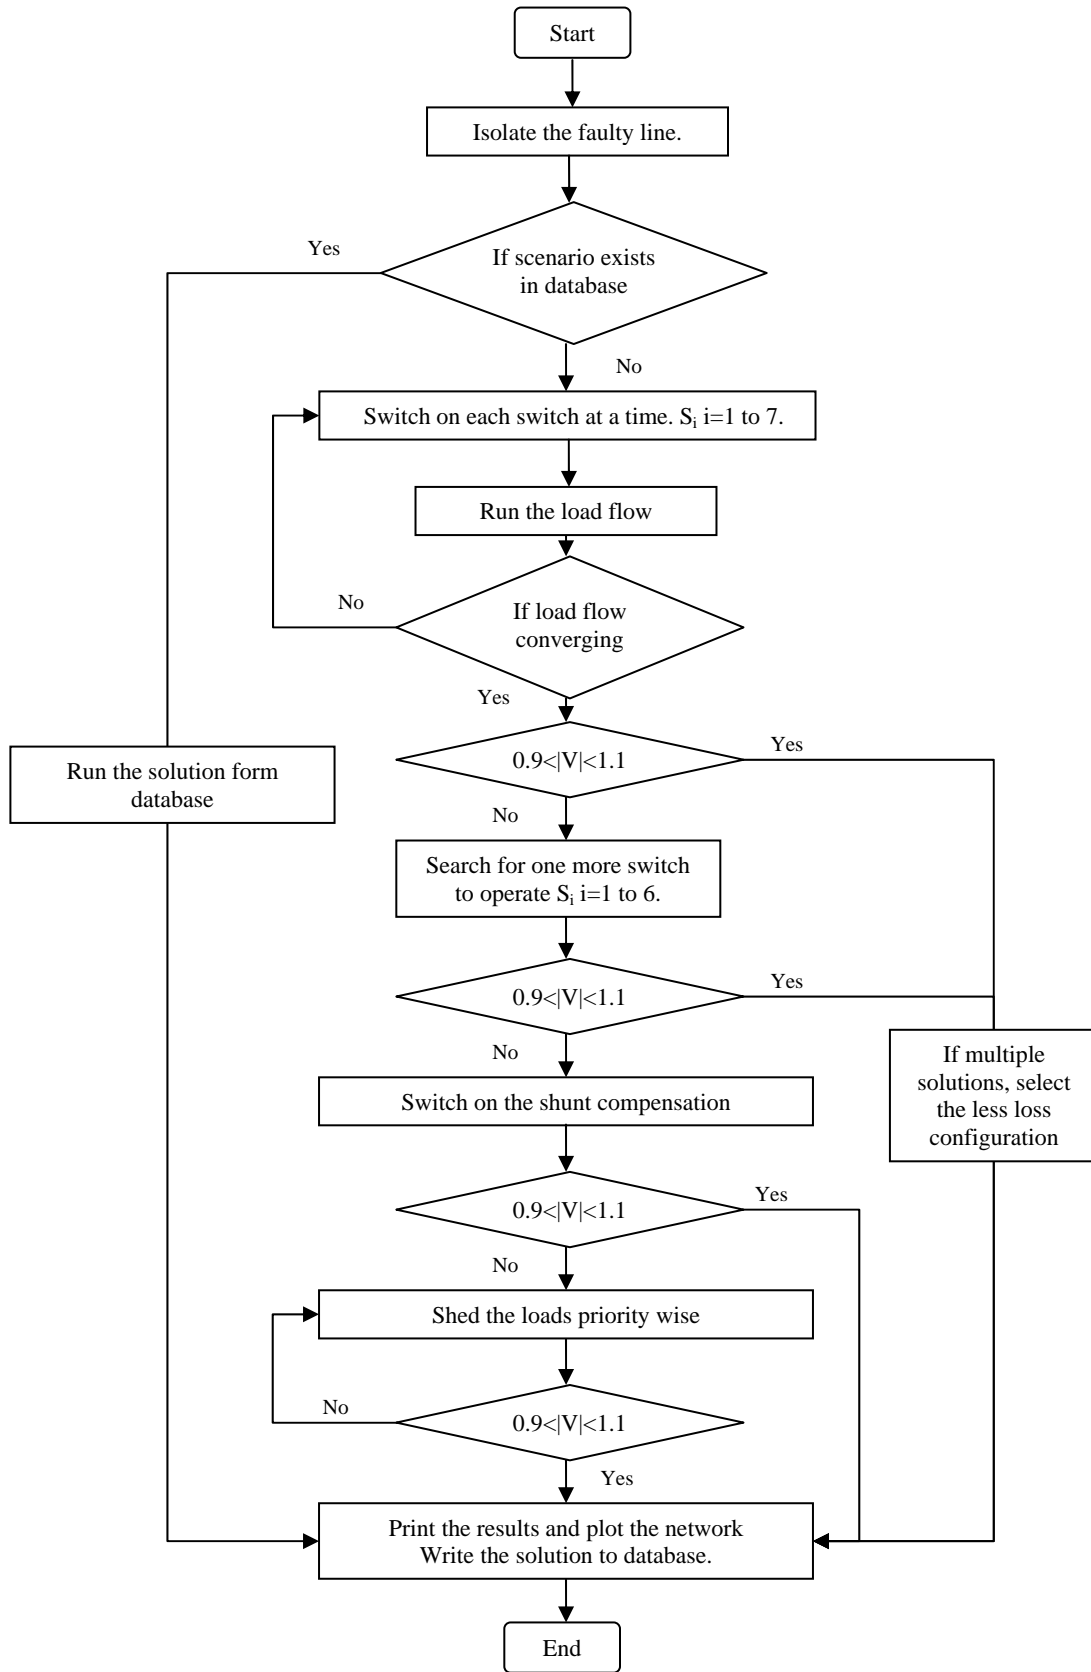 Start
Isolate the faulty line.
Yes
If scenario exists
in database
No
Switch on each switch at a time. Sᵢ i=1 to 7.
Run the load flow
No
If load flow
converging
Yes
0.9<|V|<1.1
Yes
Run the solution form
database
No
Search for one more switch
to operate Sᵢ i=1 to 6.
0.9<|V|<1.1
Yes
No
If multiple
solutions, select
the less loss
configuration
Switch on the shunt compensation
0.9<|V|<1.1
Yes
No
Shed the loads priority wise
No
0.9<|V|<1.1
Yes
Print the results and plot the network
Write the solution to database.
End